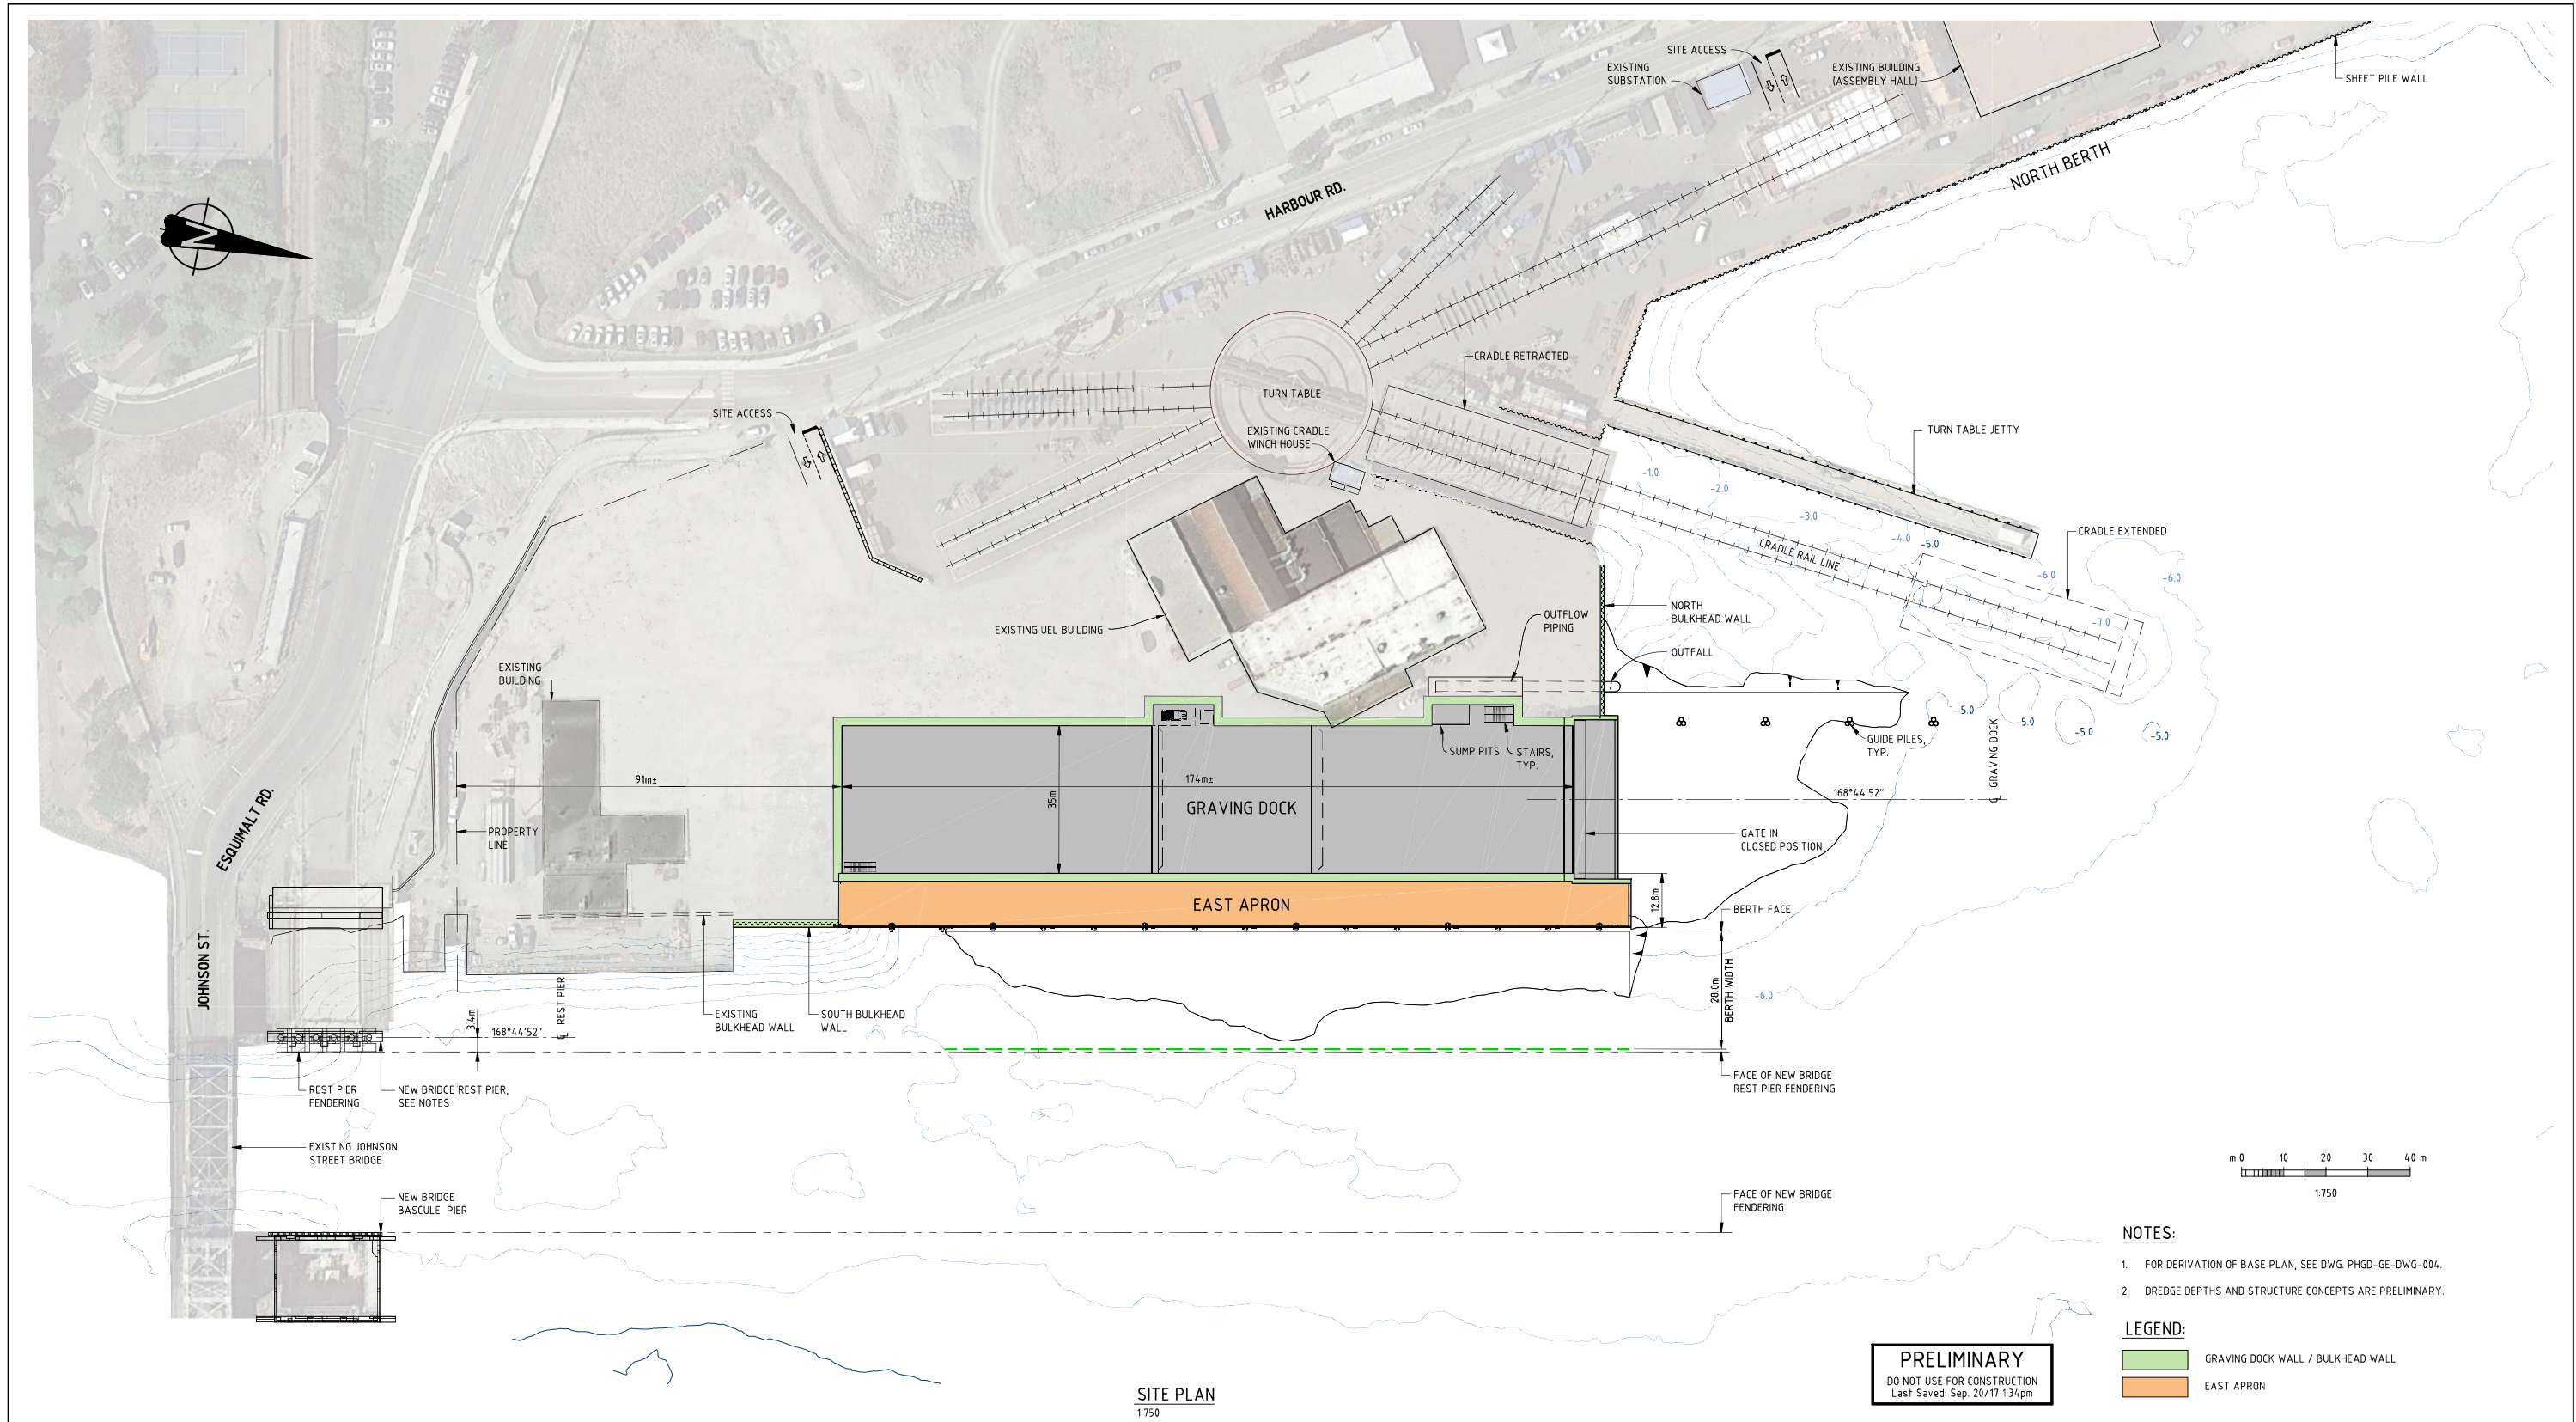 SITE ACCESS
EXISTING
SUBSTATION
EXISTING BUILDING
(ASSEMBLY HALL)
SHEET PILE WALL
NORTH BERTH
HARBOUR RD.
N
CRADLE RETRACTED
TURN TABLE
SITE ACCESS
EXISTING CRADLE
WINCH HOUSE
TURN TABLE JETTY
-1.0
-2.0
-3.0
-4.0
-5.0
CRADLE EXTENDED
CRADLE RAIL LINE
-6.0
-6.0
-7.0
NORTH
BULKHEAD WALL
OUTFLOW
PIPING
EXISTING UEL BUILDING
OUTFALL
EXISTING
BUILDING
-5.0
-5.0
-5.0
-5.0
GUIDE PILES,
TYP.
SUMP PITS
STAIRS,
TYP.
℄ GRAVING DOCK
91m±
174m±
35m
GRAVING DOCK
168°44'52"
PROPERTY
LINE
GATE IN
CLOSED POSITION
ESQUIMALT RD.
EAST APRON
12.8m
BERTH FACE
JOHNSON ST.
28.0m
BERTH WIDTH
-6.0
℄ REST PIER
3.4m
168°44'52"
EXISTING
BULKHEAD WALL
SOUTH BULKHEAD
WALL
REST PIER
FENDERING
NEW BRIDGE REST PIER,
SEE NOTES
FACE OF NEW BRIDGE
REST PIER FENDERING
EXISTING JOHNSON
STREET BRIDGE
m 0 10 20 30 40 m
1:750
NEW BRIDGE
BASCULE PIER
FACE OF NEW BRIDGE
FENDERING
NOTES:
1. FOR DERIVATION OF BASE PLAN, SEE DWG. PHGD-GE-DWG-004.
2. DREDGE DEPTHS AND STRUCTURE CONCEPTS ARE PRELIMINARY.
LEGEND:
GRAVING DOCK WALL / BULKHEAD WALL
EAST APRON
PRELIMINARY
DO NOT USE FOR CONSTRUCTION
Last Saved: Sep. 20/17 1:34pm
SITE PLAN
1:750